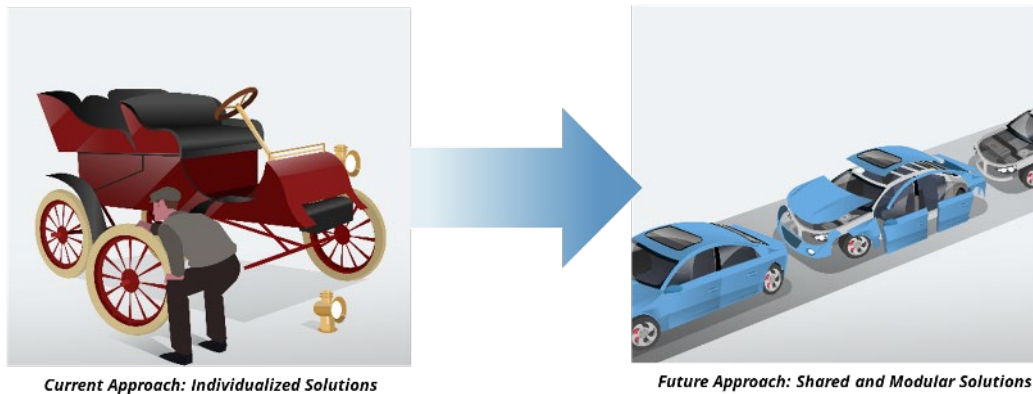 Current Approach: Individualized Solutions
Future Approach: Shared and Modular Solutions